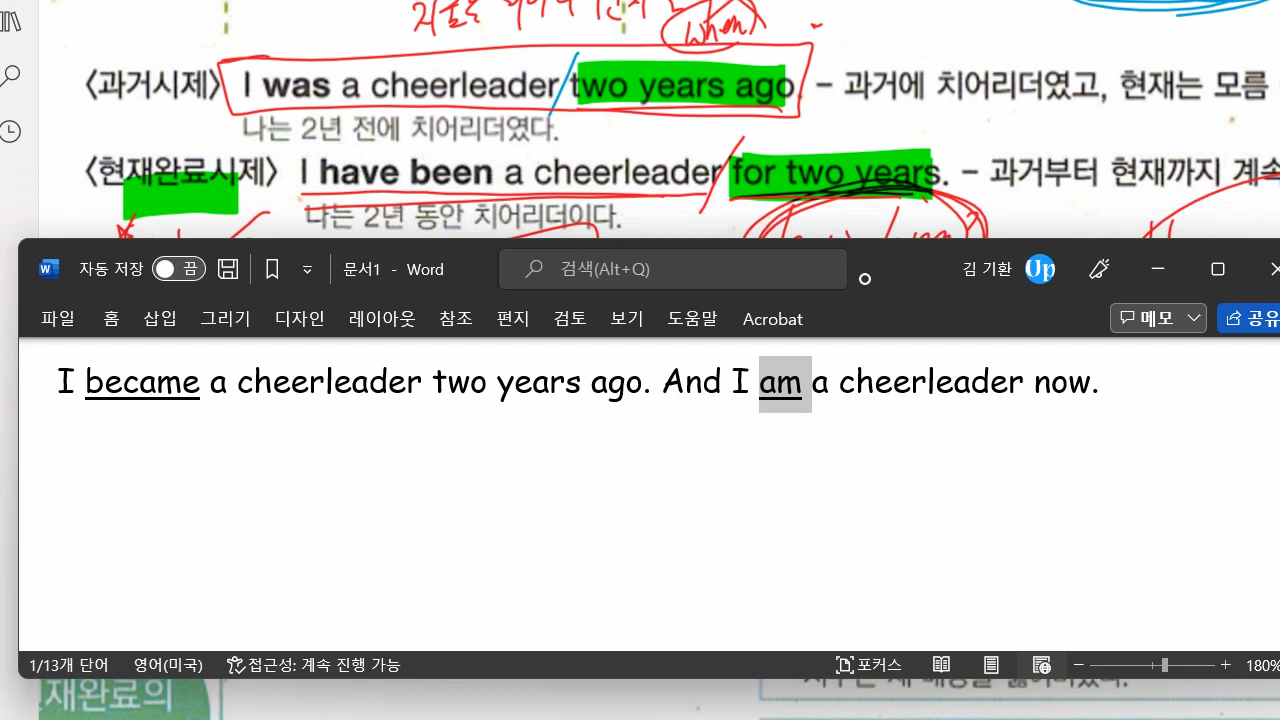 (when)
<과거시제> I was a cheerleader two years ago. – 과거에 치어리더였고, 현재는 모름
나는 2년 전에 치어리더였다.
<현재완료시제> I have been a cheerleader for two years. – 과거부터 현재까지 계속
나는 2년 동안 치어리더이다.
자동 저장 끔 문서1 - Word 검색(Alt+Q) 김 기환 Up
파일 홈 삽입 그리기 디자인 레이아웃 참조 편지 검토 보기 도움말 Acrobat 메모 공유
I became a cheerleader two years ago. And I am a cheerleader now.
1/13개 단어 영어(미국) 접근성: 계속 진행 가능 포커스 180%
재완료의